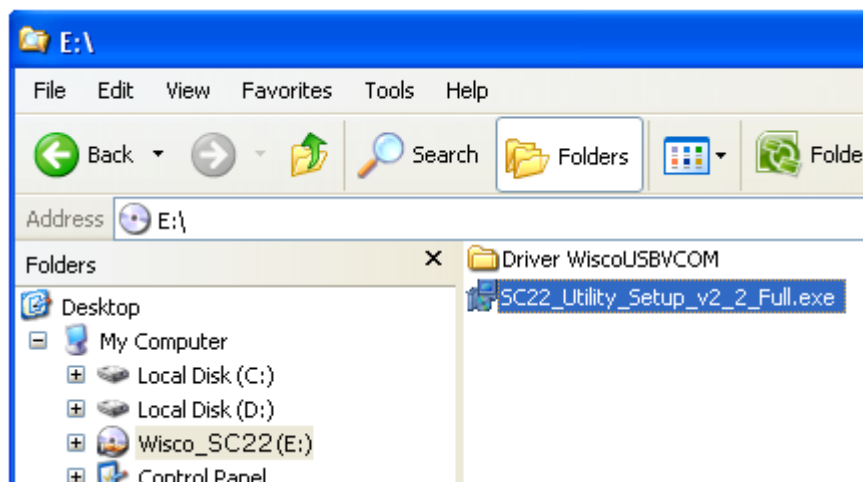 E:\
File Edit View Favorites Tools Help
Back Search Folders Folde
Address E:\
Folders
Desktop
My Computer
Local Disk (C:)
Local Disk (D:)
Wisco_SC22 (E:)
Control Panel
Driver WiscoUSBVCOM
SC22_Utility_Setup_v2_2_Full.exe